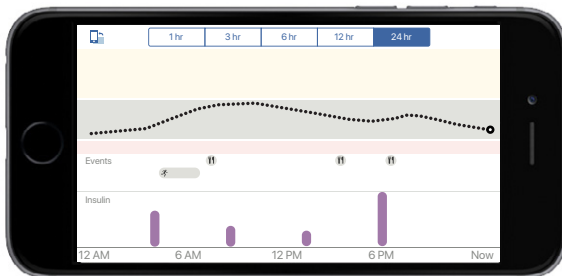 1 hr 3 hr 6 hr 12 hr 24 hr
Events
Insulin
12 AM 6 AM 12 PM 6 PM Now